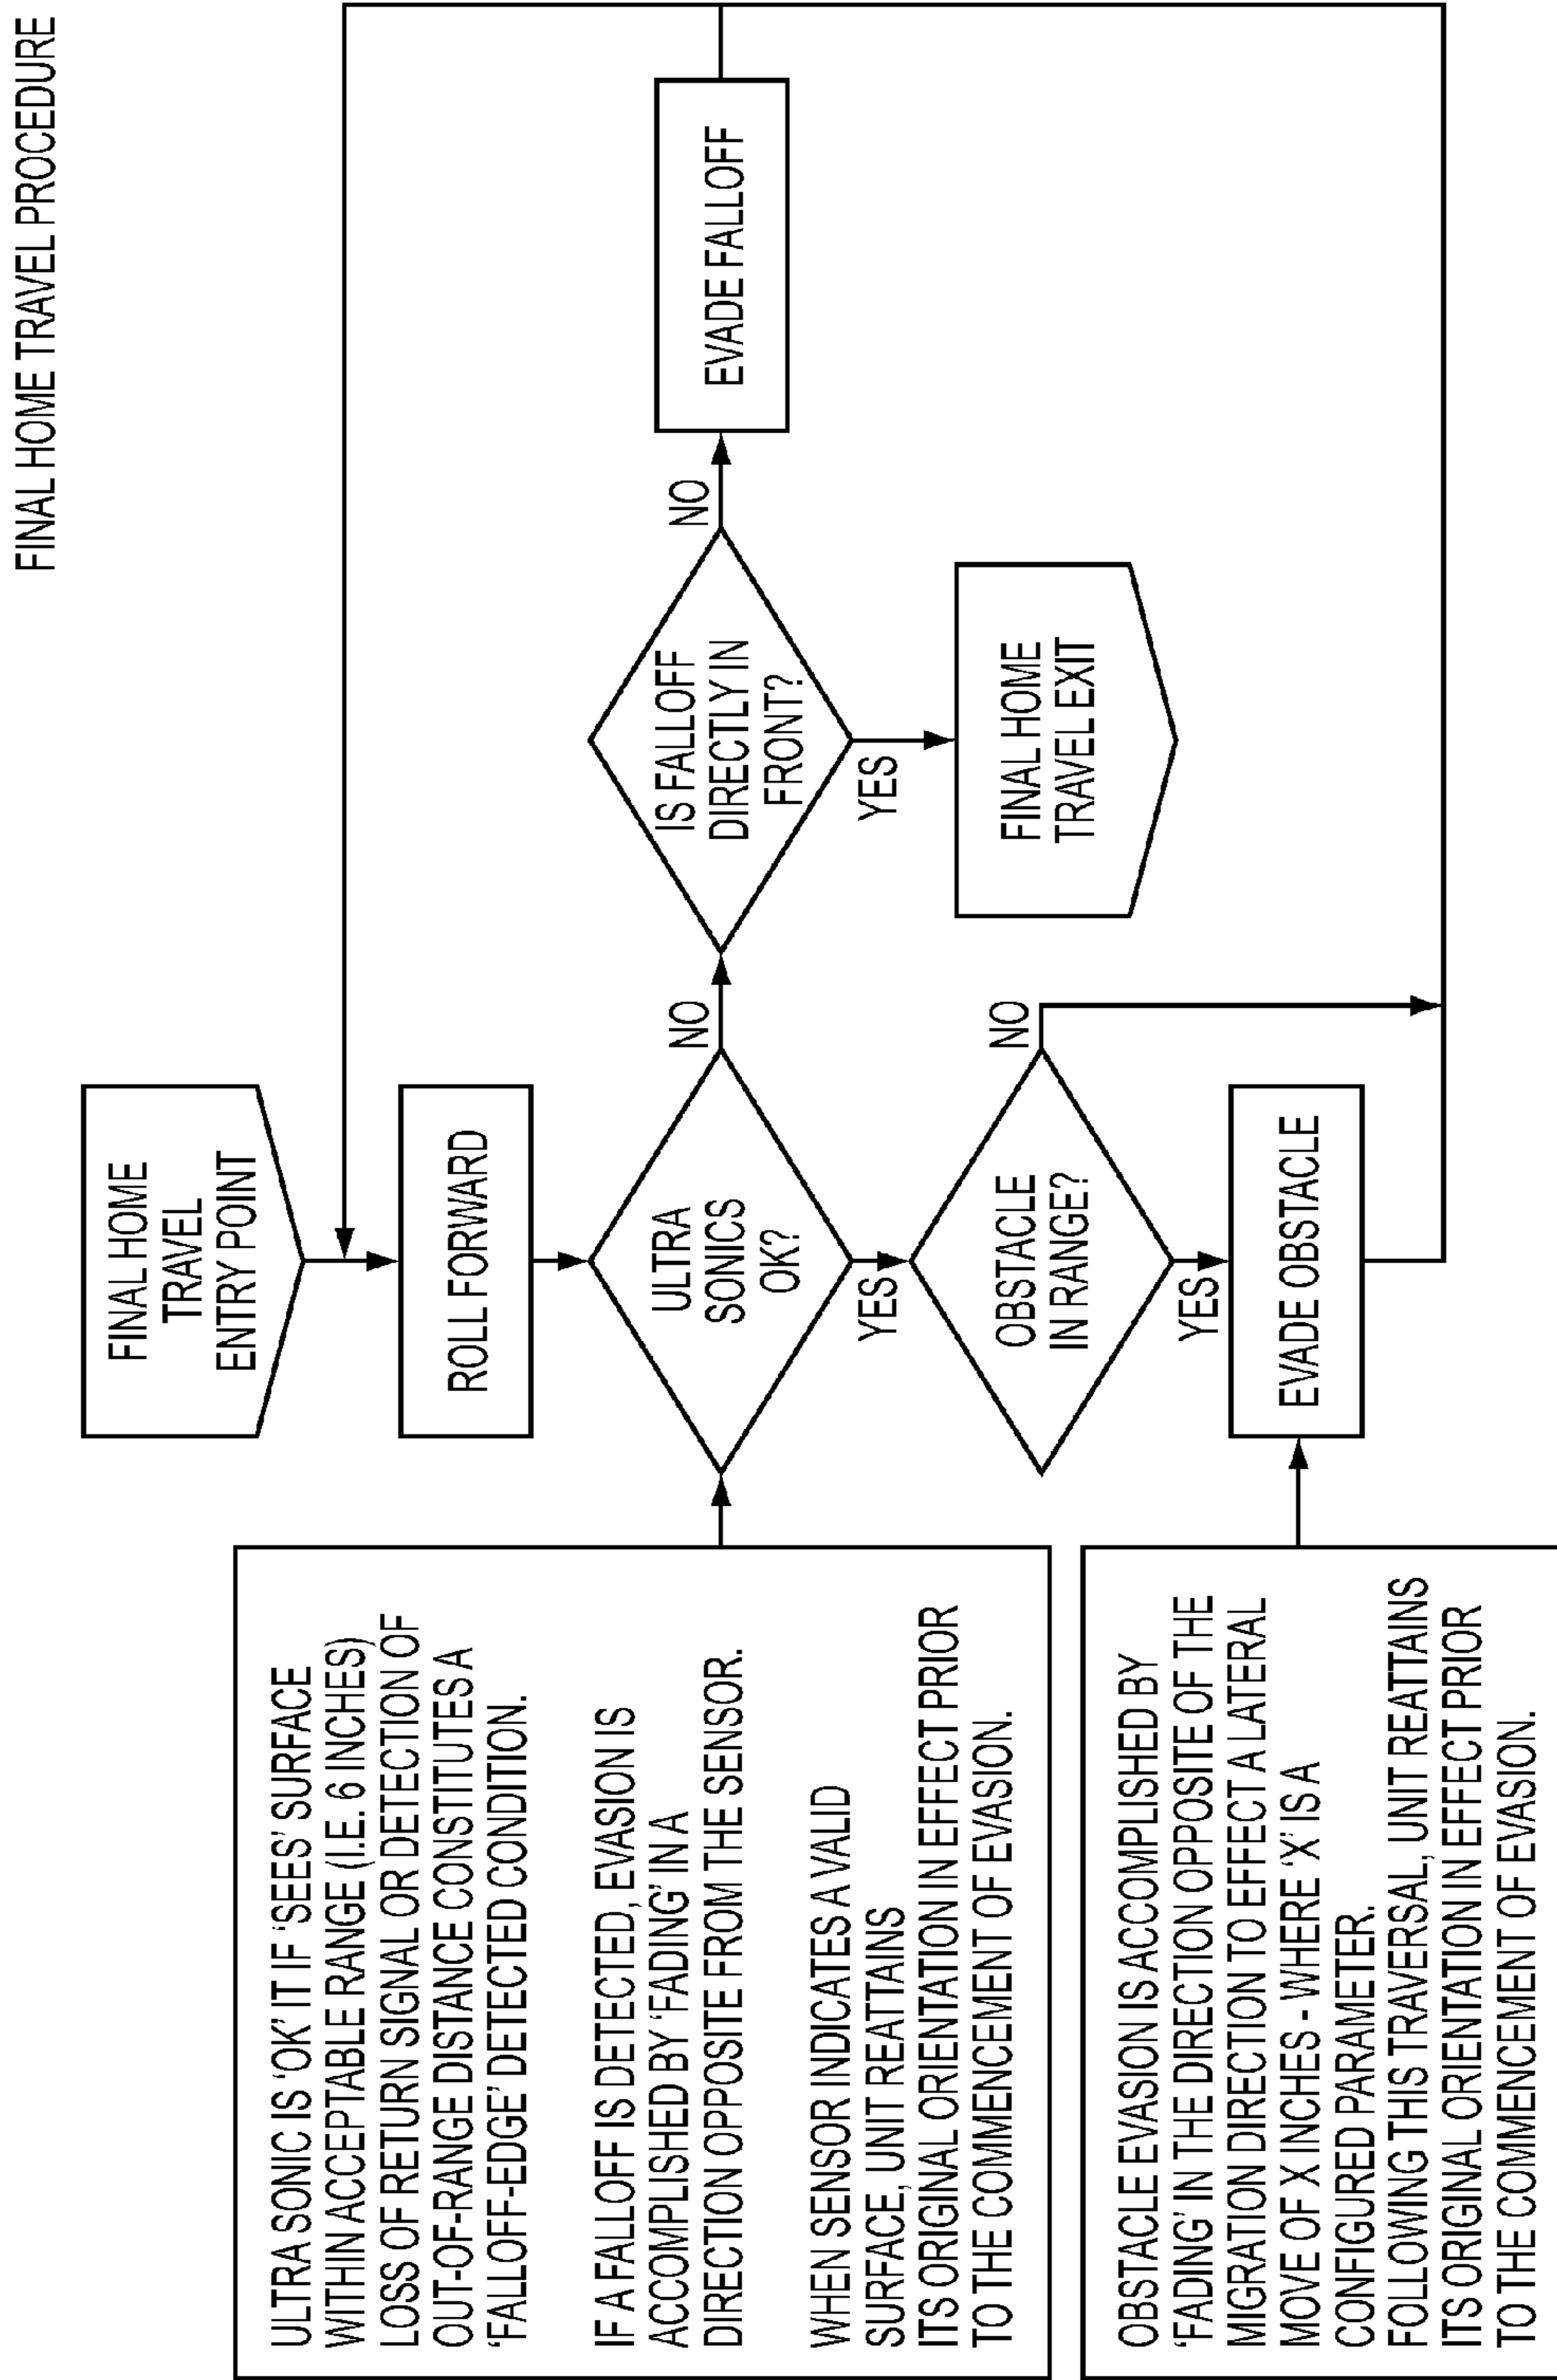 FINAL HOME TRAVEL PROCEDURE
FINAL HOME
TRAVEL
ENTRY POINT
ROLL FORWARD
ULTRA SONIC IS 'OK' IT IF 'SEES' SURFACE
WITHIN ACCEPTABLE RANGE (I.E. 6 INCHES)
LOSS OF RETURN SIGNAL OR DETECTION OF
OUT-OF-RANGE DISTANCE CONSTITUTES A
'FALLOFF-EDGE' DETECTED CONDITION.
IF A FALLOFF IS DETECTED, EVASION IS
ACCOMPLISHED BY 'FADING' IN A
DIRECTION OPPOSITE FROM THE SENSOR.
WHEN SENSOR INDICATES A VALID
SURFACE, UNIT REATTAINS
ITS ORIGINAL ORIENTATION IN EFFECT PRIOR
TO THE COMMENCEMENT OF EVASION.
ULTRA
SONICS
OK?
NO
IS FALLOFF
DIRECTLY IN
FRONT?
NO
EVADE FALLOFF
YES
YES
OBSTACLE
IN RANGE?
NO
FINAL HOME
TRAVEL EXIT
YES
OBSTACLE EVASION IS ACCOMPLISHED BY
'FADING' IN THE DIRECTION OPPOSITE OF THE
MIGRATION DIRECTION TO EFFECT A LATERAL
MOVE OF X INCHES - WHERE 'X' IS A
CONFIGURED PARAMETER.
FOLLOWING THIS TRAVERSAL, UNIT REATTAINS
ITS ORIGINAL ORIENTATION IN EFFECT PRIOR
TO THE COMMENCEMENT OF EVASION.
EVADE OBSTACLE